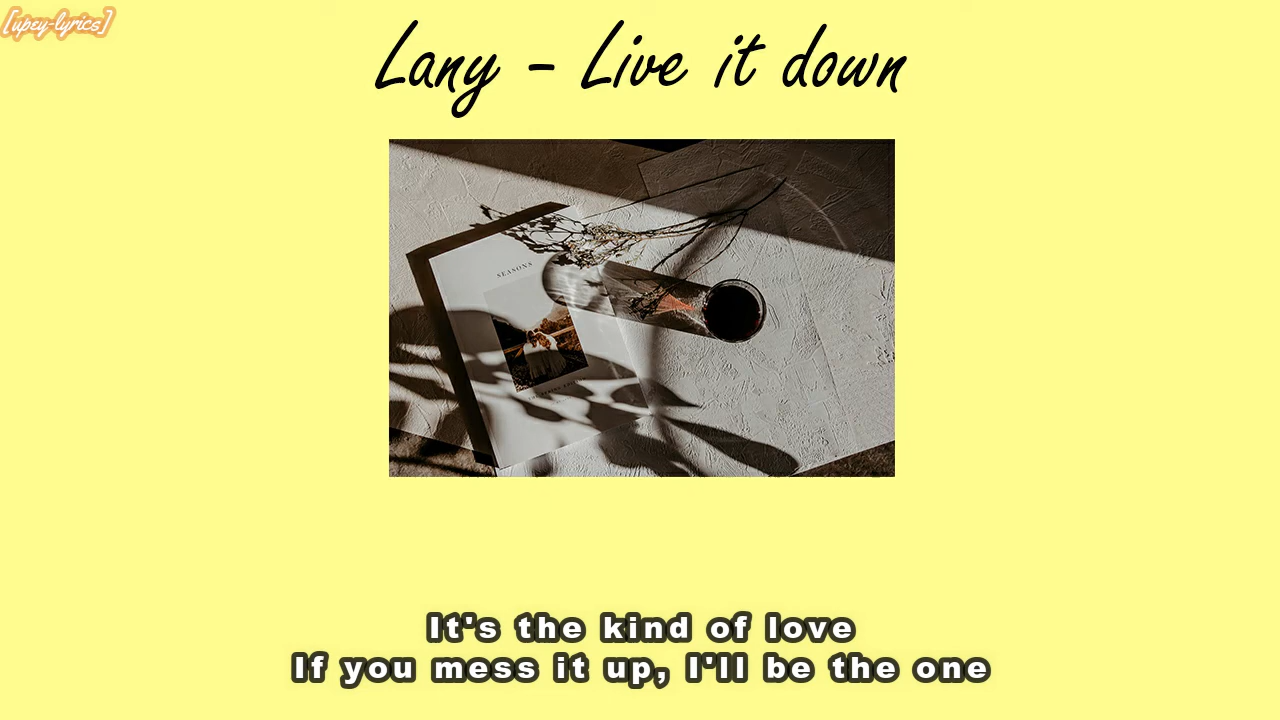 [upey-lyrics]
Lany - Live it down
SEASONS
It's the kind of love
If you mess it up, I'll be the one